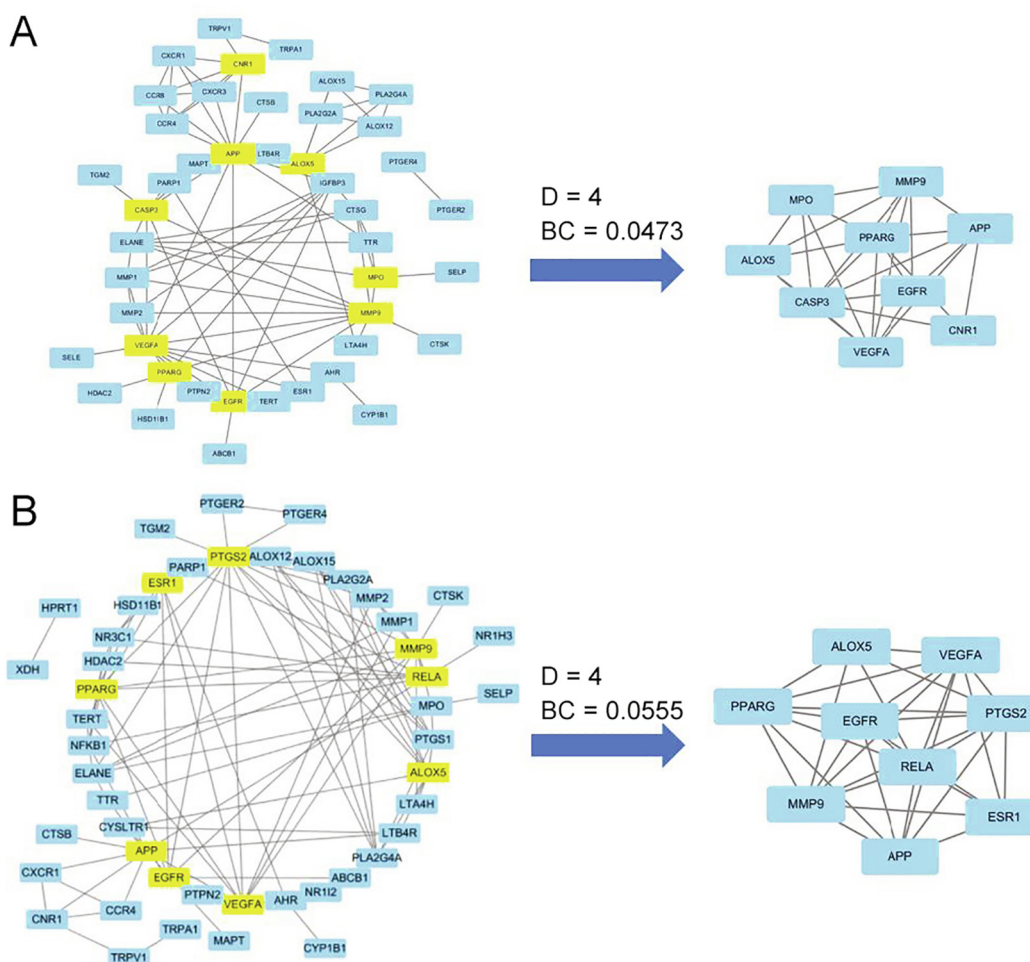 A
TRPV1
TRPA1
CXCR1
CNR1
CCR8
CXCR3
CCR4
CTSB
ALOX15
PLA2G4A
PLA2G2A
ALOX12
APP
LTB4R
ALOX5
MAPT
PARP1
TGM2
CASP3
IGFBP3
CTSG
PTGER4
PTGER2
ELANE
TTR
MMP1
MPO
SELP
MMP2
MMP9
VEGFA
LTA4H
CTSK
SELE
PPARG
AHR
HDAC2
PTPN2
EGFR
TERT
ESR1
HSD11B1
CYP1B1
ABCB1
D = 4
BC = 0.0473
MMP9
MPO
APP
PPARG
ALOX5
EGFR
CASP3
CNR1
VEGFA
B
PTGER2
PTGER4
TGM2
PTGS2
ALOX12
ALOX15
PARP1
PLA2G2A
ESR1
MMP2
CTSK
HPRT1
HSD11B1
MMP1
NR3C1
MMP9
NR1H3
HDAC2
XDH
RELA
PPARG
MPO
SELP
TERT
NFKB1
PTGS1
ELANE
ALOX5
TTR
LTA4H
CYSLTR1
LTB4R
CTSB
APP
PLA2G4A
CXCR1
EGFR
ABCB1
PTPN2
NR1I2
VEGFA
AHR
CNR1
CCR4
TRPA1
MAPT
CYP1B1
TRPV1
D = 4
BC = 0.0555
ALOX5
VEGFA
PPARG
EGFR
PTGS2
RELA
MMP9
ESR1
APP